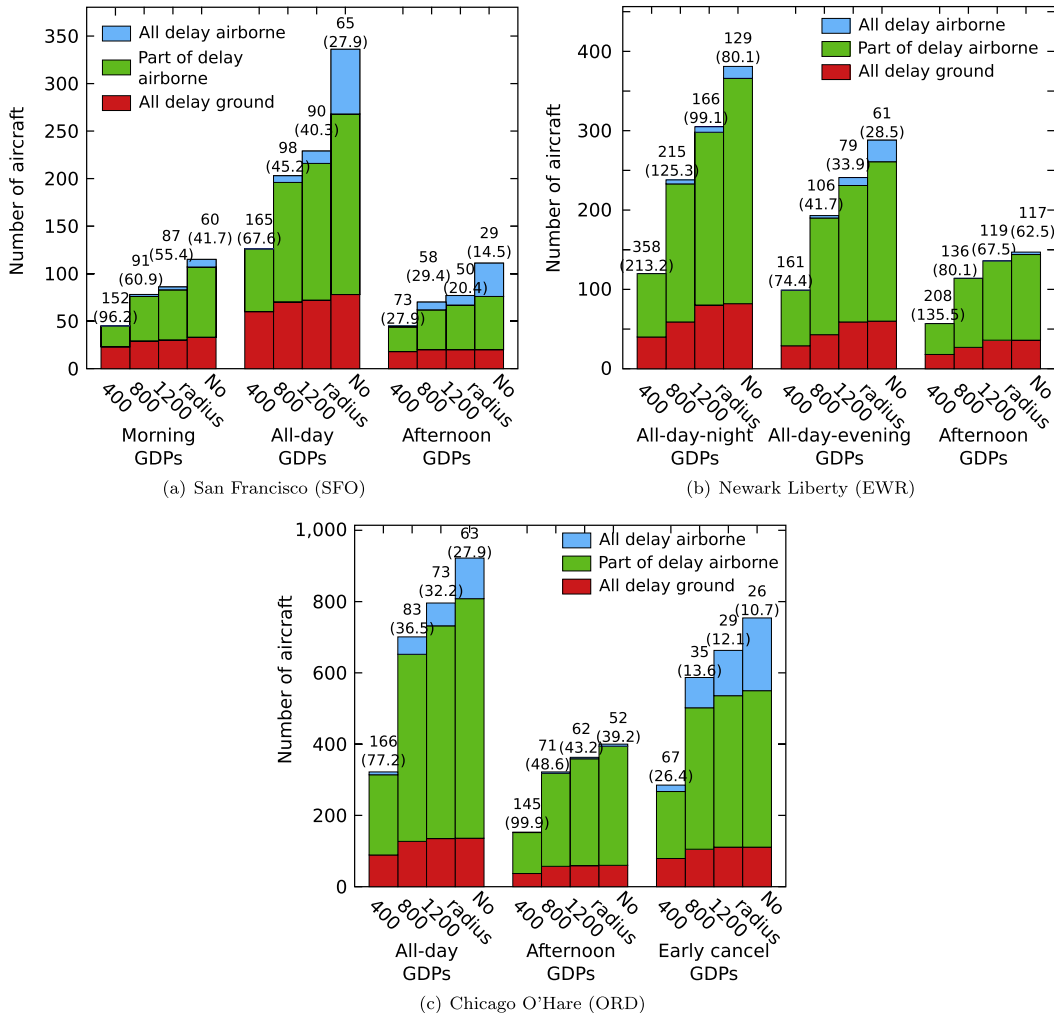 350
300
250
200
150
100
50
0
Number of aircraft
All delay airborne
Part of delay
airborne
All delay ground
152
(96.2)
91
(60.9)
87
(55.4)
60
(41.7)
165
(67.6)
98
(45.2)
90
(40.3)
65
(27.9)
73
(27.9)
58
(29.4)
50
(20.4)
29
(14.5)
400
800
1200
No
radius
400
800
1200
No
radius
400
800
1200
No
radius
Morning
GDPs
All-day
GDPs
Afternoon
GDPs
(a) San Francisco (SFO)
400
300
200
100
0
Number of aircraft
All delay airborne
Part of delay airborne
All delay ground
358
(213.2)
215
(125.3)
166
(99.1)
129
(80.1)
161
(74.4)
106
(41.7)
79
(33.9)
61
(28.5)
208
(135.5)
136
(80.1)
119
(67.5)
117
(62.5)
400
800
1200
No
radius
400
800
1200
No
radius
400
800
1200
No
radius
All-day-night
GDPs
All-day-evening
GDPs
Afternoon
GDPs
(b) Newark Liberty (EWR)
1,000
800
600
400
200
0
Number of aircraft
All delay airborne
Part of delay airborne
All delay ground
166
(77.2)
83
(36.5)
73
(32.2)
63
(27.9)
145
(99.9)
71
(48.6)
62
(43.2)
52
(39.2)
67
(26.4)
35
(13.6)
29
(12.1)
26
(10.7)
400
800
1200
No
radius
400
800
1200
No
radius
400
800
1200
No
radius
All-day
GDPs
Afternoon
GDPs
Early cancel
GDPs
(c) Chicago O'Hare (ORD)